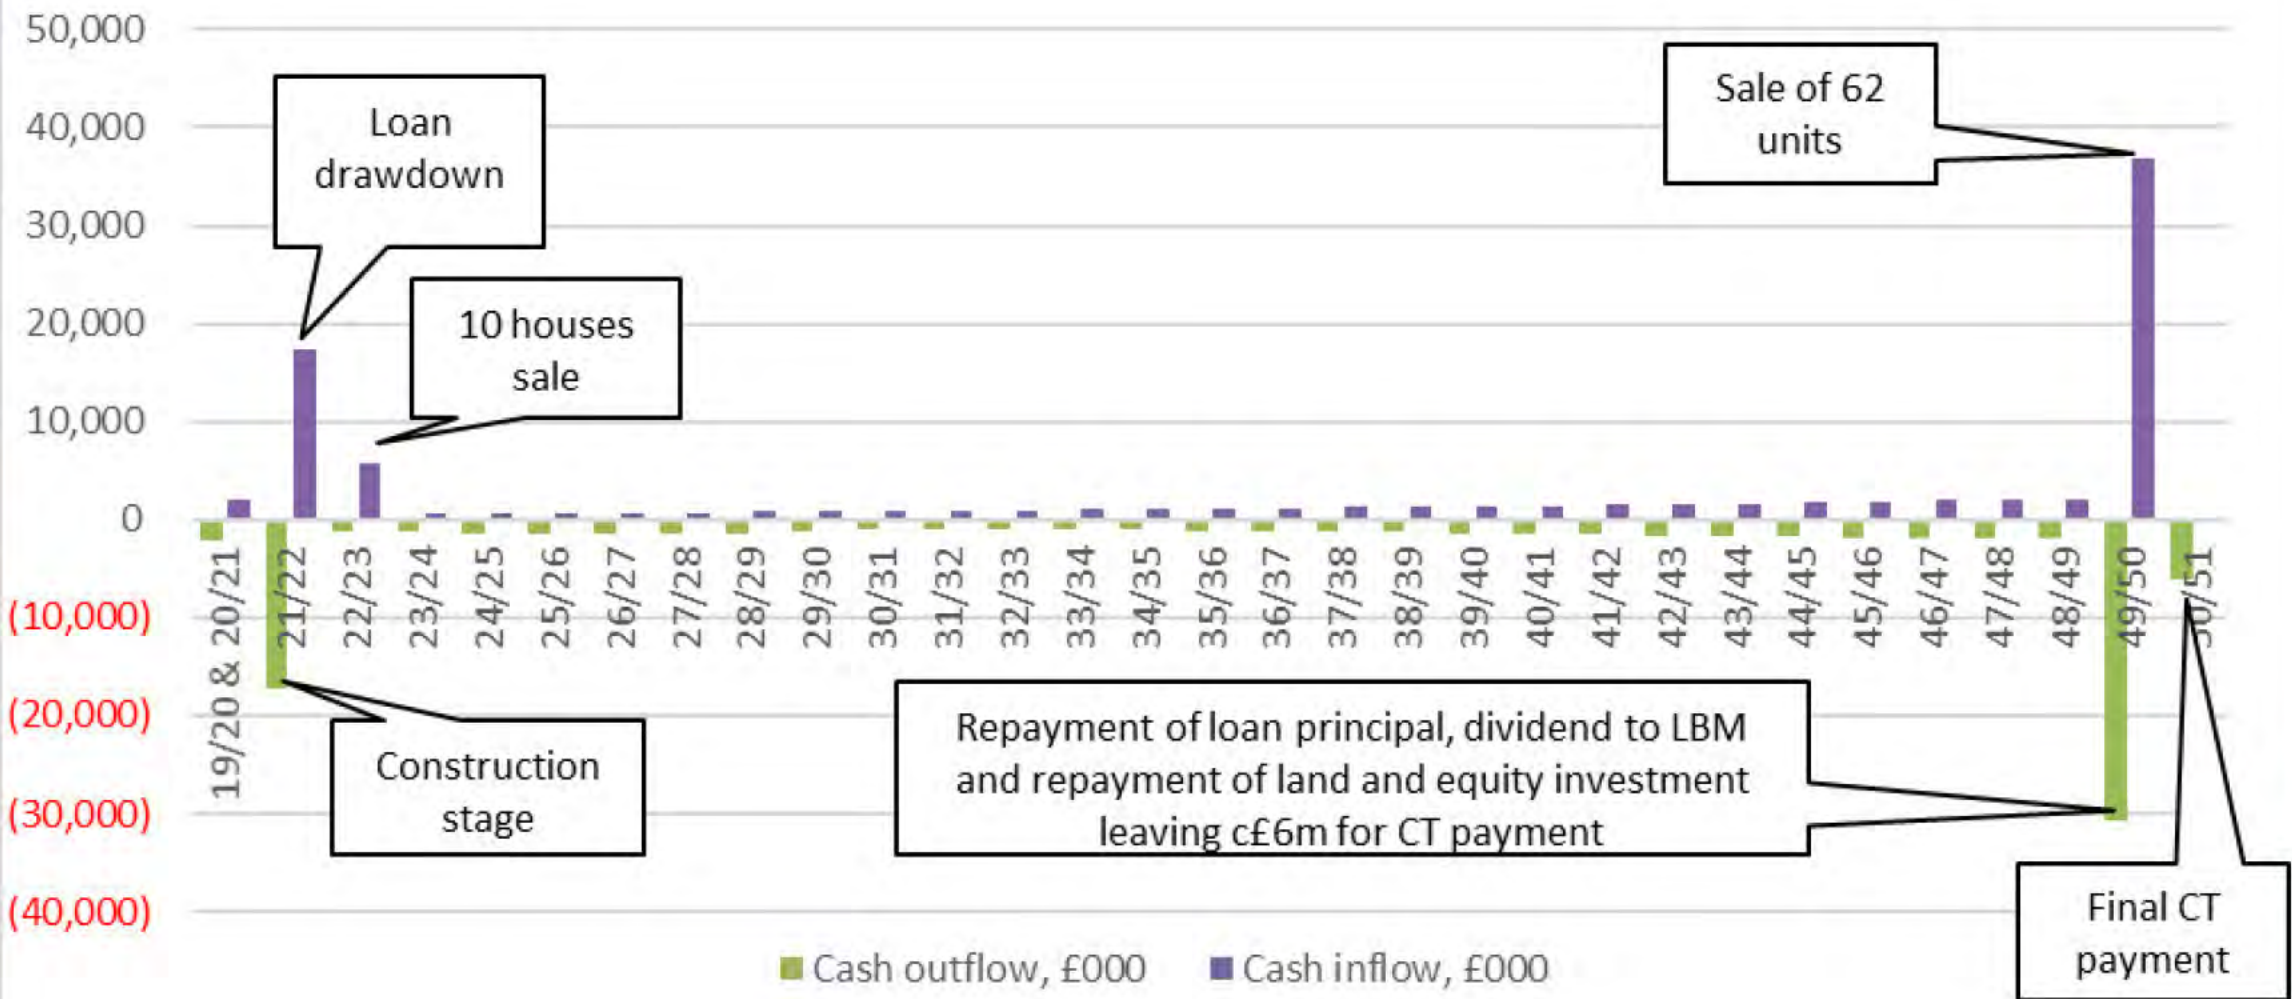 50,000
40,000
30,000
20,000
10,000
0
(10,000)
(20,000)
(30,000)
(40,000)
Loan
drawdown
10 houses
sale
Sale of 62
units
19/20 & 20/21
21/22
22/23
23/24
24/25
25/26
26/27
27/28
28/29
29/30
30/31
31/32
32/33
33/34
34/35
35/36
36/37
37/38
38/39
39/40
40/41
41/42
42/43
43/44
44/45
45/46
46/47
47/48
48/49
49/50
50/51
Construction
stage
Repayment of loan principal, dividend to LBM
and repayment of land and equity investment
leaving c£6m for CT payment
Final CT
payment
Cash outflow, £000
Cash inflow, £000